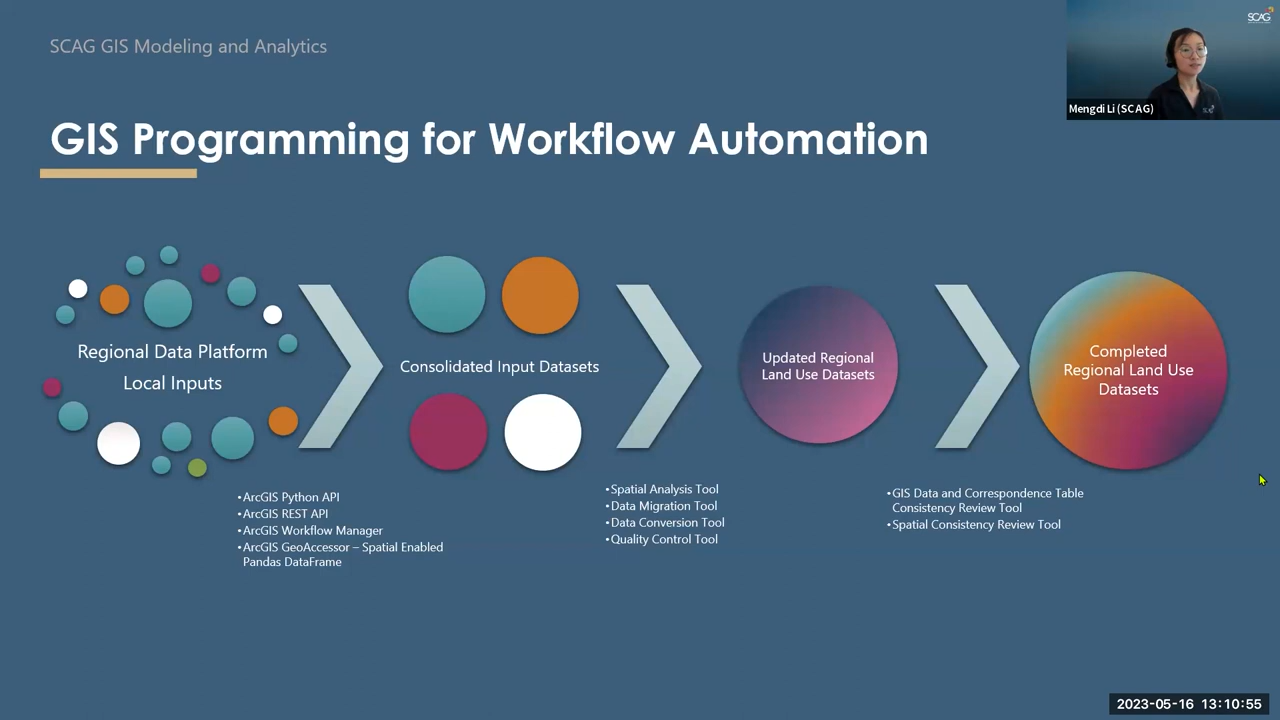 SCAG GIS Modeling and Analytics
SCAG
Mengdi Li (SCAG)
GIS Programming for Workflow Automation
Regional Data Platform
Local Inputs
Consolidated Input Datasets
Updated Regional
Land Use Datasets
Completed
Regional Land Use
Datasets
•ArcGIS Python API
•ArcGIS REST API
•ArcGIS Workflow Manager
•ArcGIS GeoAccessor – Spatial Enabled
Pandas DataFrame
•Spatial Analysis Tool
•Data Migration Tool
•Data Conversion Tool
•Quality Control Tool
•GIS Data and Correspondence Table
Consistency Review Tool
•Spatial Consistency Review Tool
2023-05-16 13:10:55